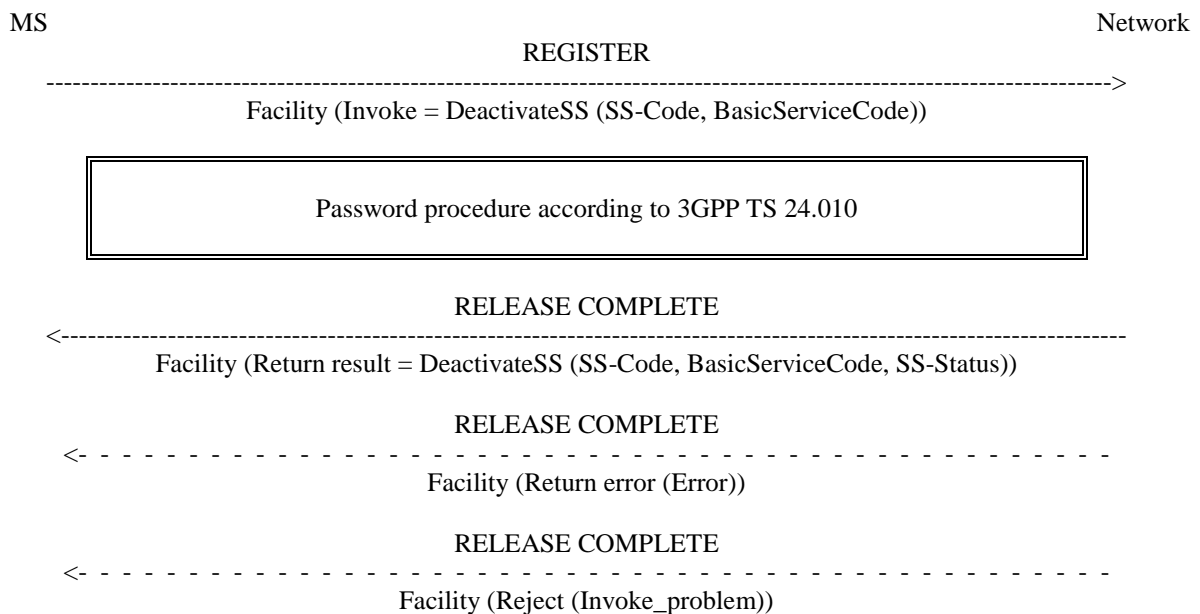 MS Network
REGISTER
Facility (Invoke = DeactivateSS (SS-Code, BasicServiceCode))
Password procedure according to 3GPP TS 24.010
RELEASE COMPLETE
Facility (Return result = DeactivateSS (SS-Code, BasicServiceCode, SS-Status))
RELEASE COMPLETE
Facility (Return error (Error))
RELEASE COMPLETE
Facility (Reject (Invoke_problem))